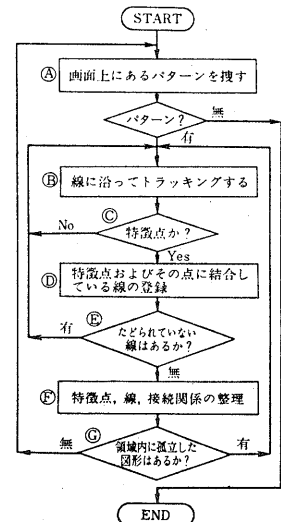 START
Ⓐ 画面上にあるパターンを捜す
パターン?
無
有
Ⓑ 線に沿ってトラッキングする
Ⓒ
No
特徴点か?
Yes
Ⓓ 特徴点およびその点に結合し
ている線の登録
Ⓔ
有
たどられていない
線はあるか?
無
Ⓕ 特徴点, 線, 接続関係の整理
Ⓖ
無
領域内に孤立した
図形はあるか?
有
END